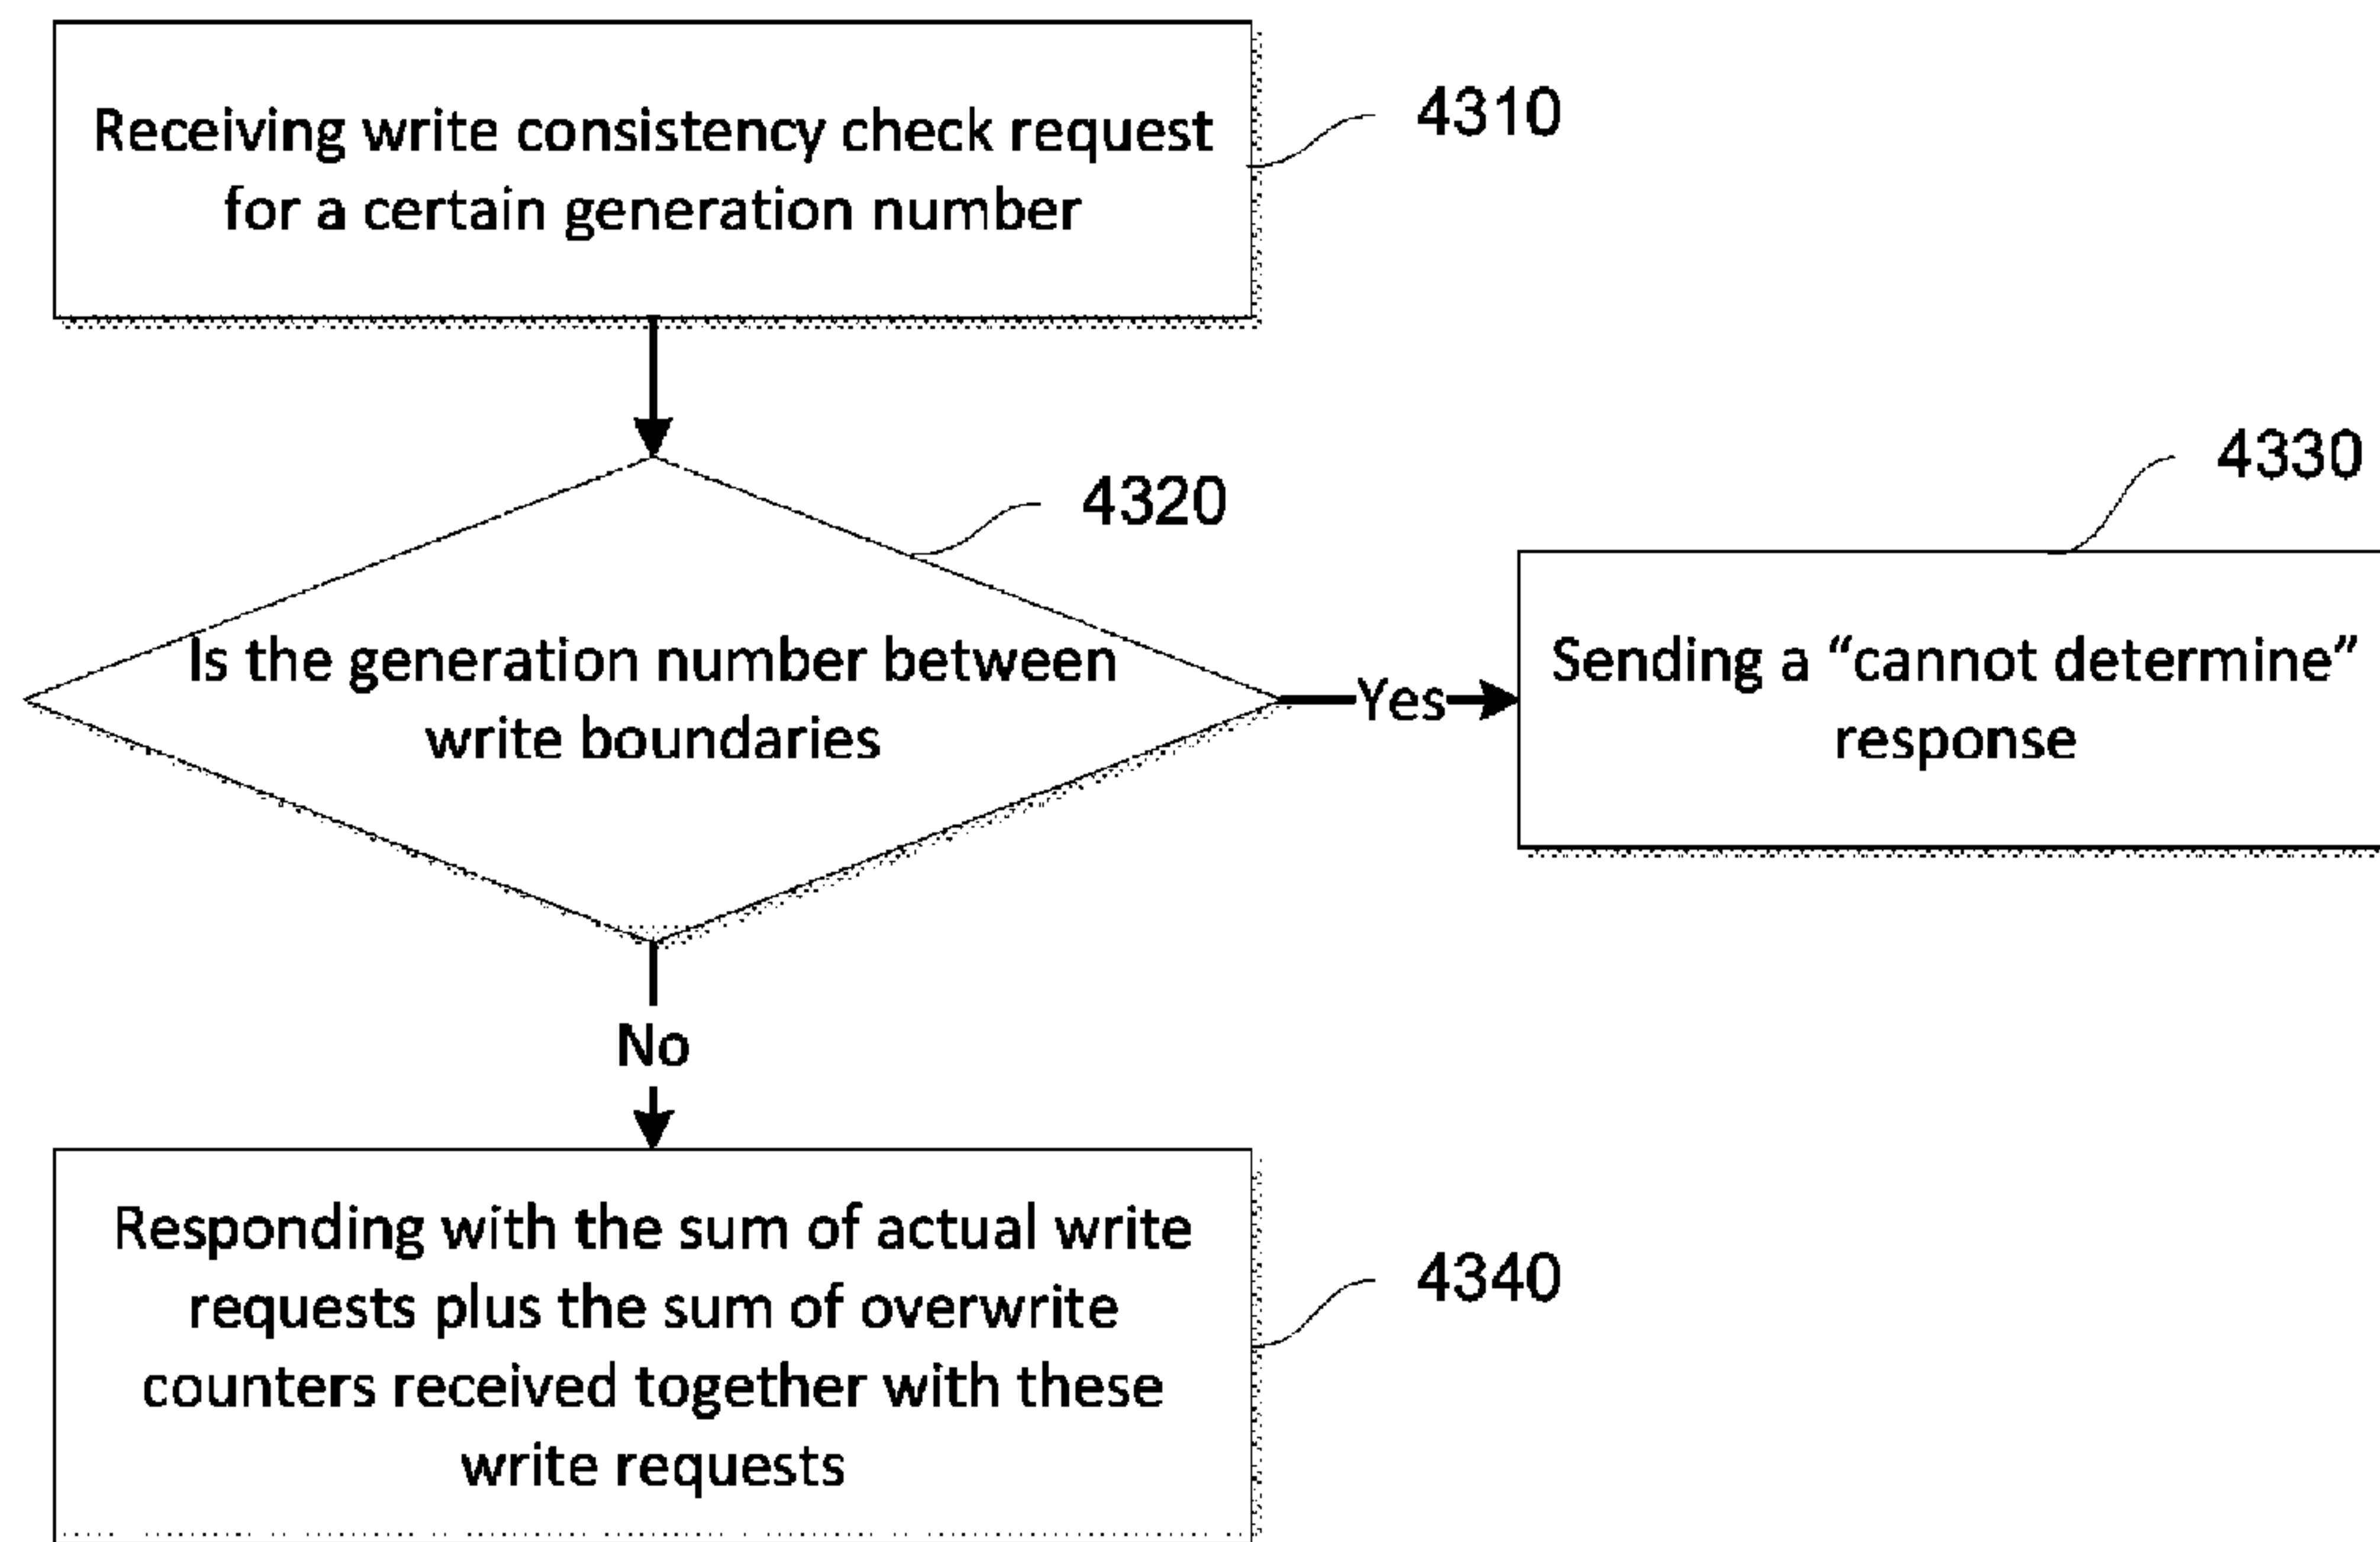 Receiving write consistency check request
for a certain generation number
4310
4320
Is the generation number between
write boundaries
Yes
4330
Sending a “cannot determine”
response
No
Responding with the sum of actual write
requests plus the sum of overwrite
counters received together with these
write requests
4340